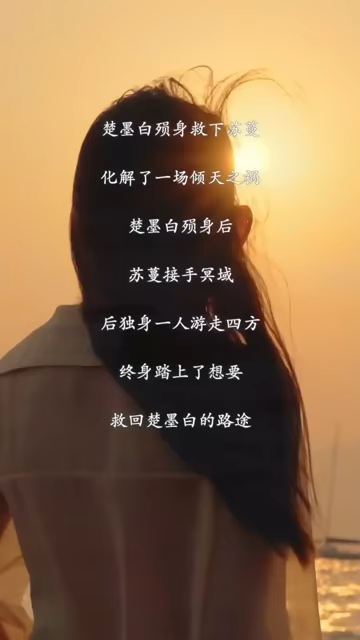 楚墨白殒身救下苏蔓
化解了一场倾天之祸
楚墨白殒身后
苏蔓接手冥域
后独身一人游走四方
终身踏上了想要
救回楚墨白的路途